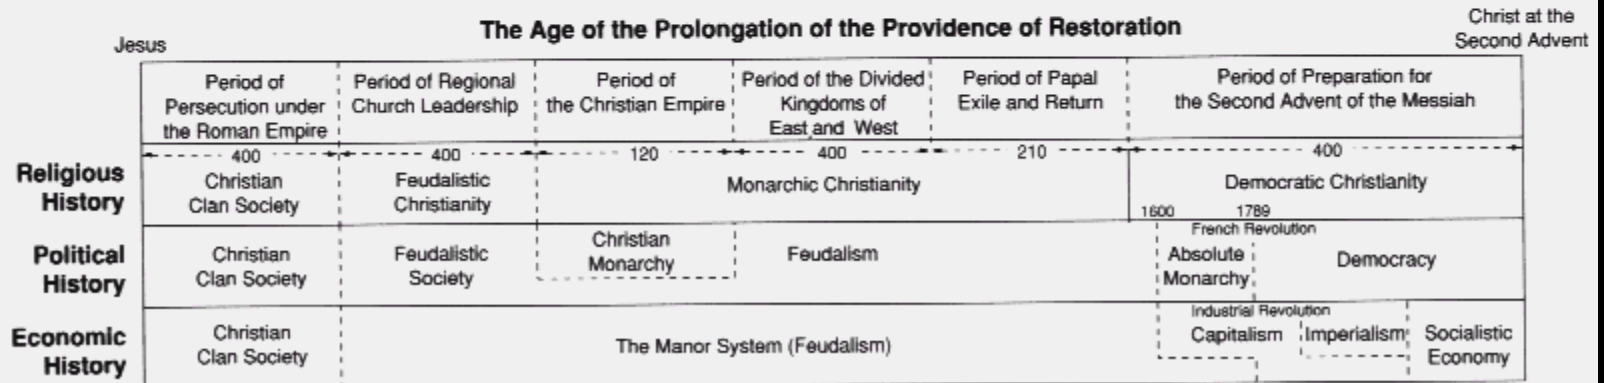 The Age of the Prolongation of the Providence of Restoration
Christ at the
Second Advent
Jesus
Period of
Persecution under
the Roman Empire
Period of Regional
Church Leadership
Period of
the Christian Empire
Period of the Divided
Kingdoms of
East and West
Period of Papal
Exile and Return
Period of Preparation for
the Second Advent of the Messiah
400
400
120
400
210
400
Religious
History
Christian
Clan Society
Feudalistic
Christianity
Monarchic Christianity
Democratic Christianity
1600
1789
French Revolution
Political
History
Christian
Clan Society
Feudalistic
Society
Christian
Monarchy
Feudalism
Absolute
Monarchy
Democracy
Industrial Revolution
Economic
History
Christian
Clan Society
The Manor System (Feudalism)
Capitalism
Imperialism
Socialistic
Economy